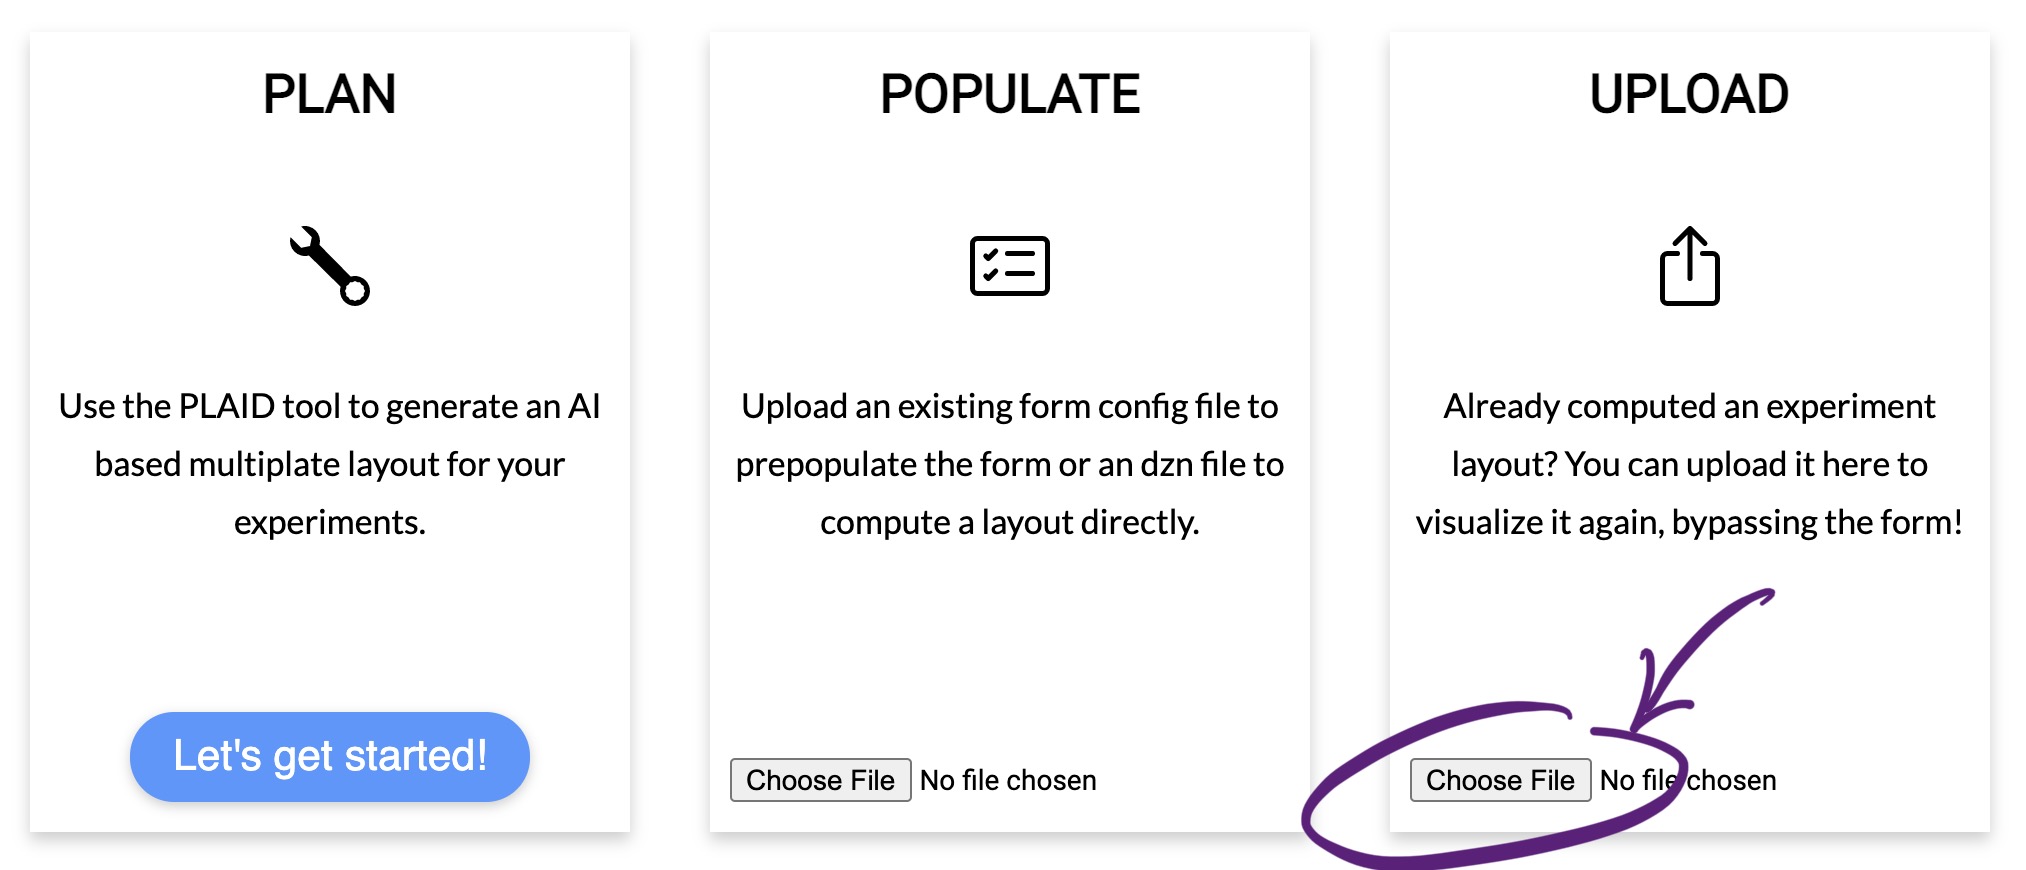 PLAN
Use the PLAID tool to generate an AI
based multiplate layout for your
experiments.
Let's get started!
POPULATE
Upload an existing form config file to
prepopulate the form or an dzn file to
compute a layout directly.
Choose File No file chosen
UPLOAD
Already computed an experiment
layout? You can upload it here to
visualize it again, bypassing the form!
Choose File No file chosen